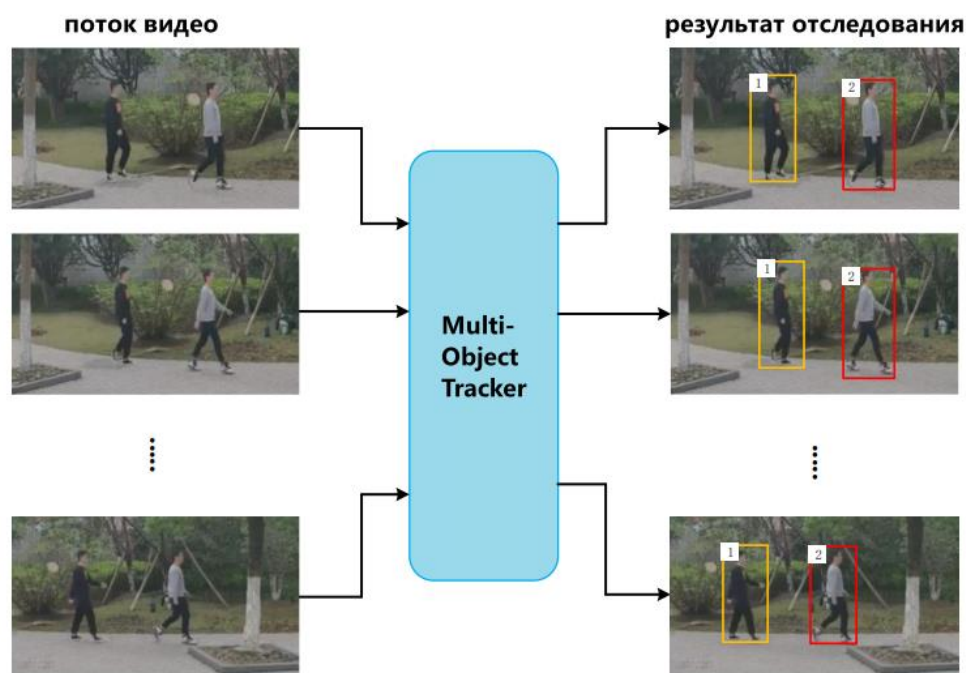 поток видео
результат отследования
1
2
1
2
Multi-
Object
Tracker
1
2